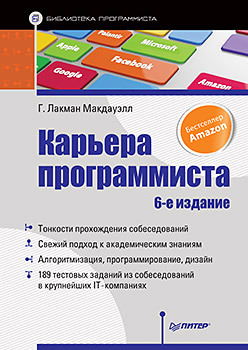 БИБЛИОТЕКА ПРОГРАММИСТА
Palantir
Microsoft
Apple
Facebook
Google
Amazon
Г. Лакман Макдауэлл
Бестселлер
Amazon
Карьера
программиста
6-е издание
Тонкости прохождения собеседований
Свежий подход к академическим знаниям
Алгоритмизация, программирование, дизайн
189 тестовых заданий из собеседований
в крупнейших IT-компаниях
ПИТЕР